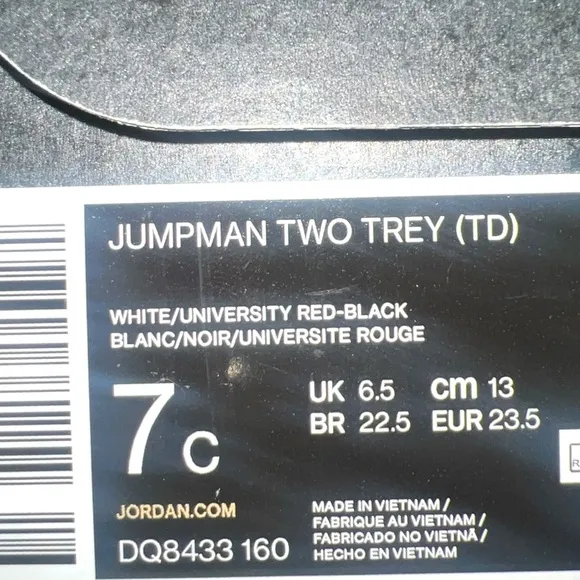 JUMPMAN TWO TREY (TD)
WHITE/UNIVERSITY RED-BLACK
BLANC/NOIR/UNIVERSITE ROUGE
7C
UK 6.5 cm 13
BR 22.5 EUR 23.5
JORDAN.COM
DQ8433 160
MADE IN VIETNAM /
FABRIQUE AU VIETNAM /
FABRICADO NO VIETNÃ /
HECHO EN VIETNAM
R